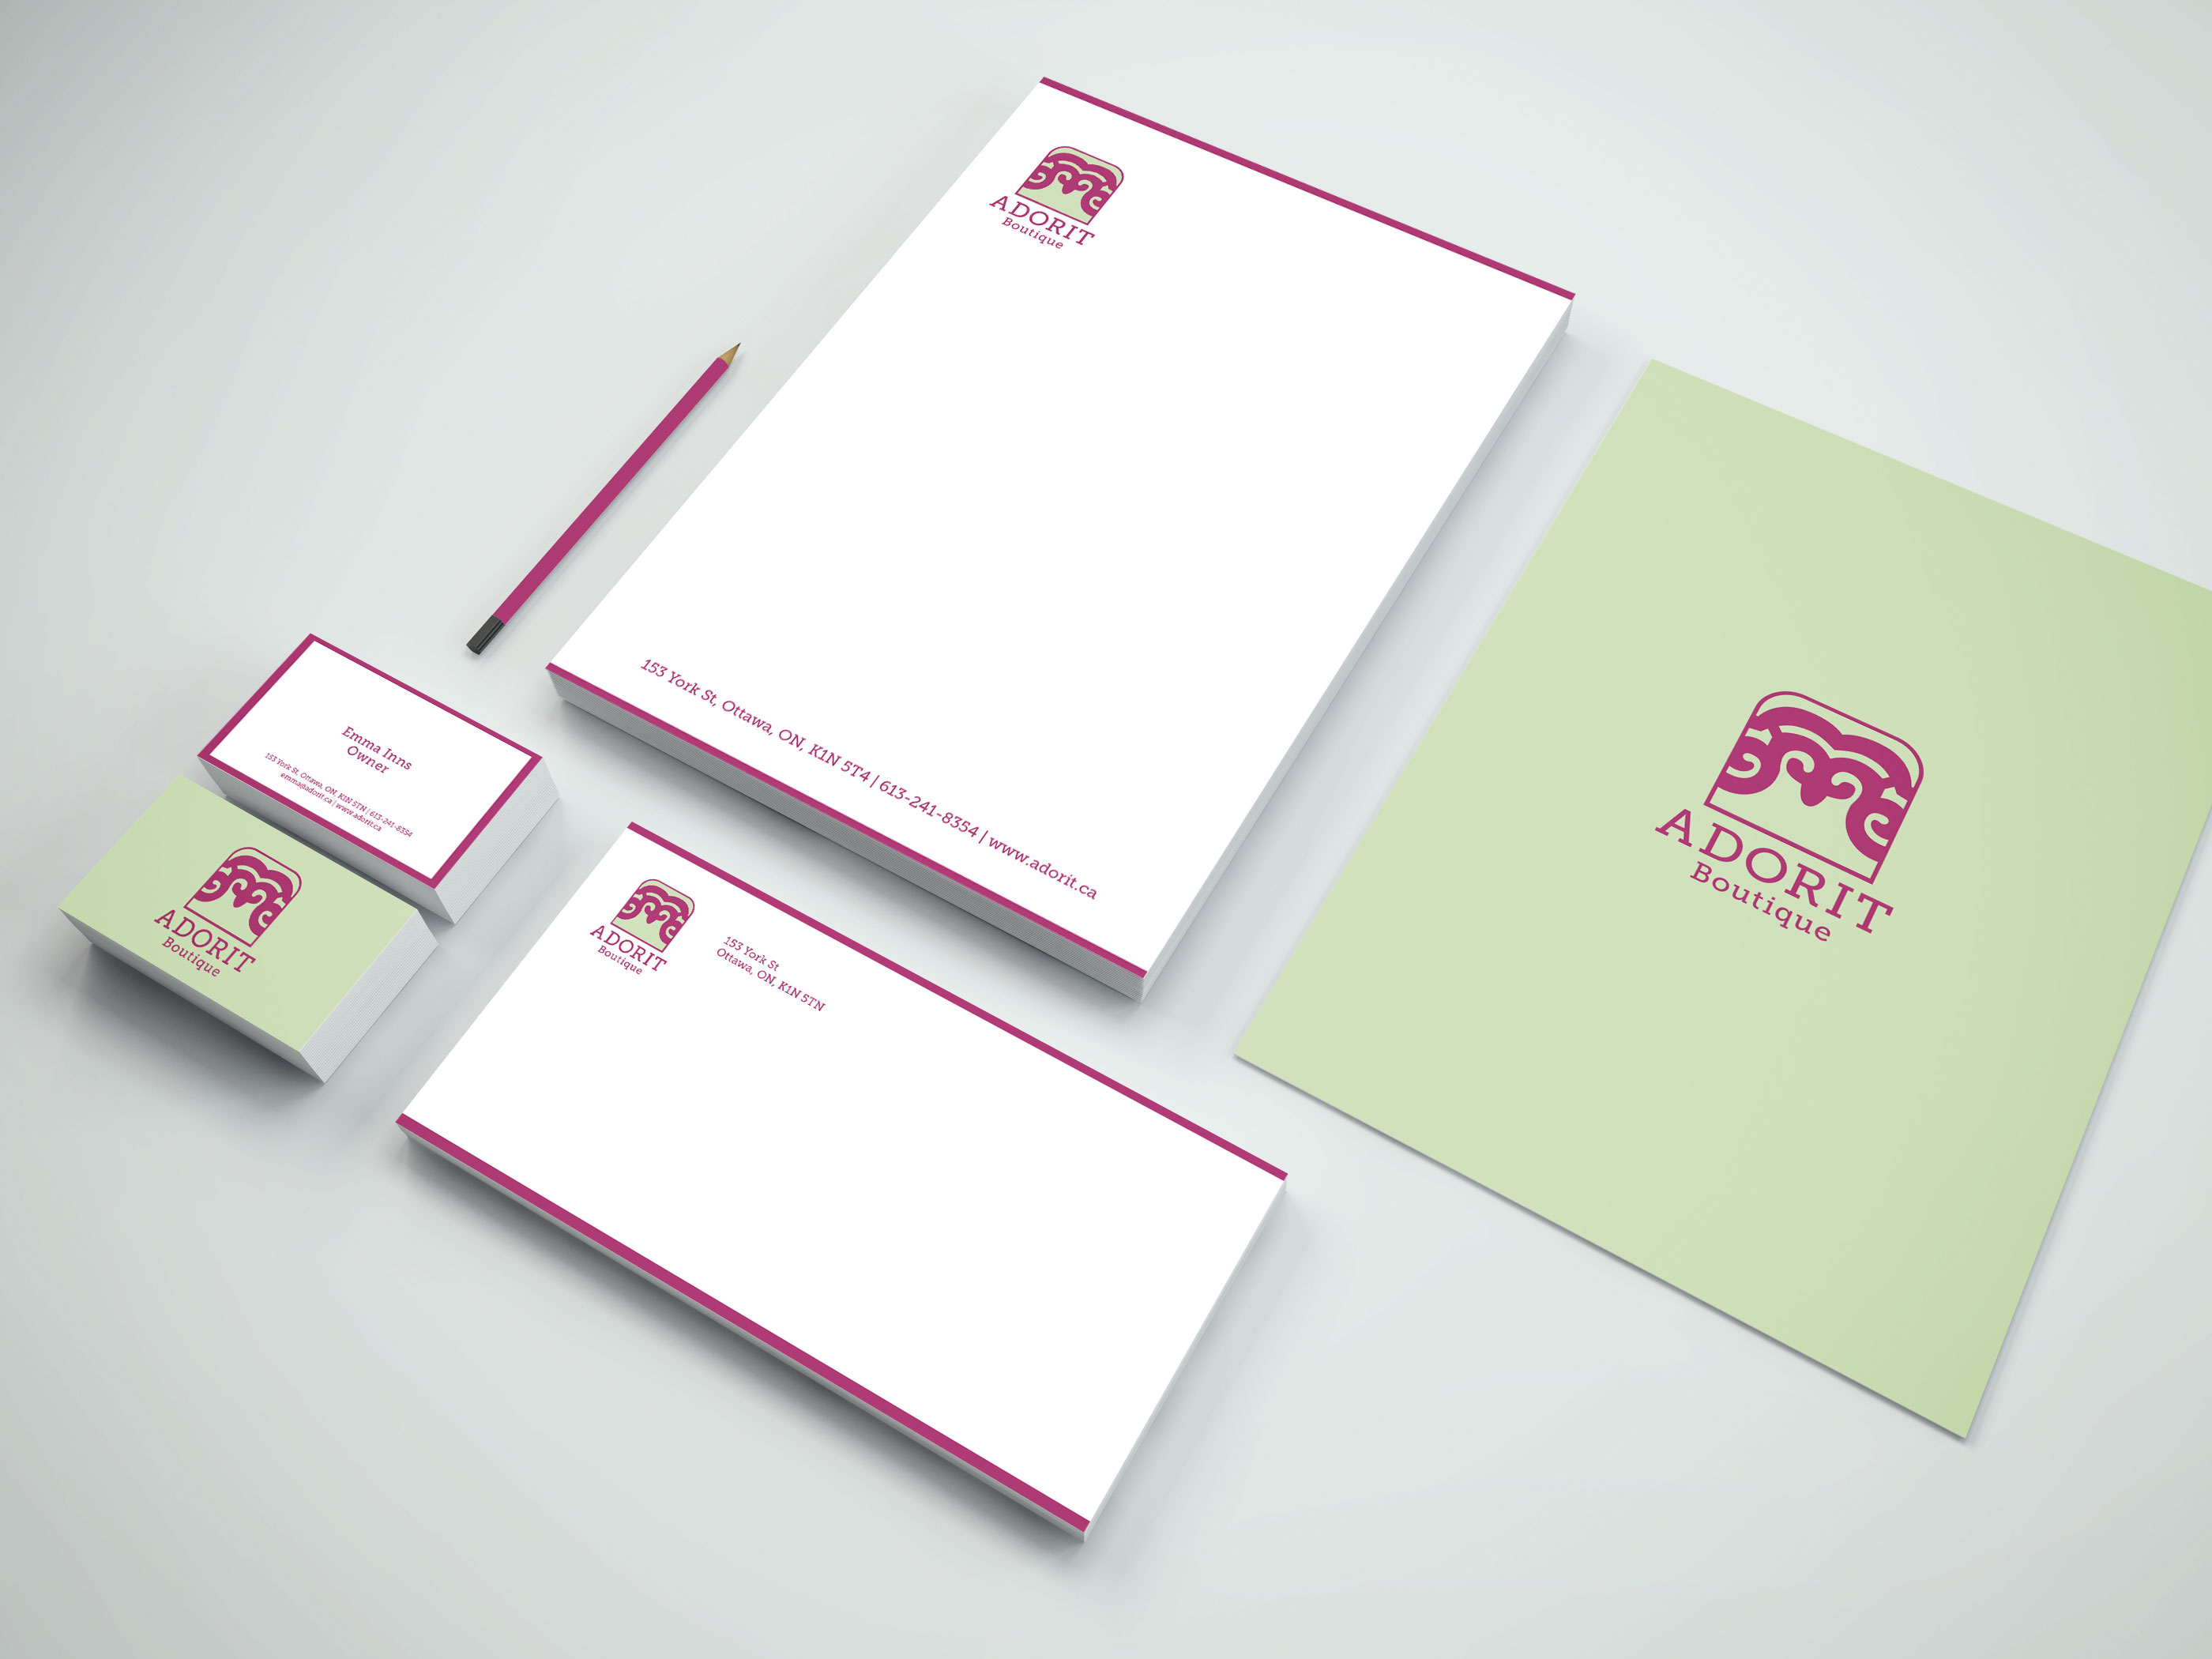 ADORIT
Boutique
153 York St, Ottawa, ON, K1N 5T4 | 613-241-8354 | www.adorit.ca
Emma Inns
Owner
153 York St, Ottawa, ON, K1N 5TN | 613-241-8354
emma@adorit.ca | www.adorit.ca
ADORIT
Boutique
ADORIT
Boutique
153 York St
Ottawa, ON, K1N 5TN
ADORIT
Boutique